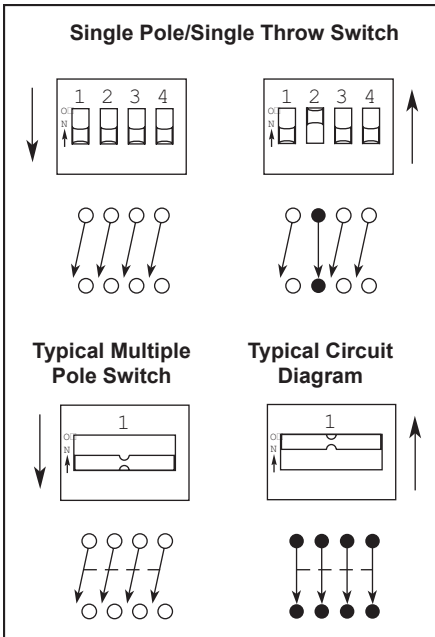 Single Pole/Single Throw Switch
1 2 3 4
1 2 3 4
N
N
Typical Multiple
Pole Switch
Typical Circuit
Diagram
1
1
N
N